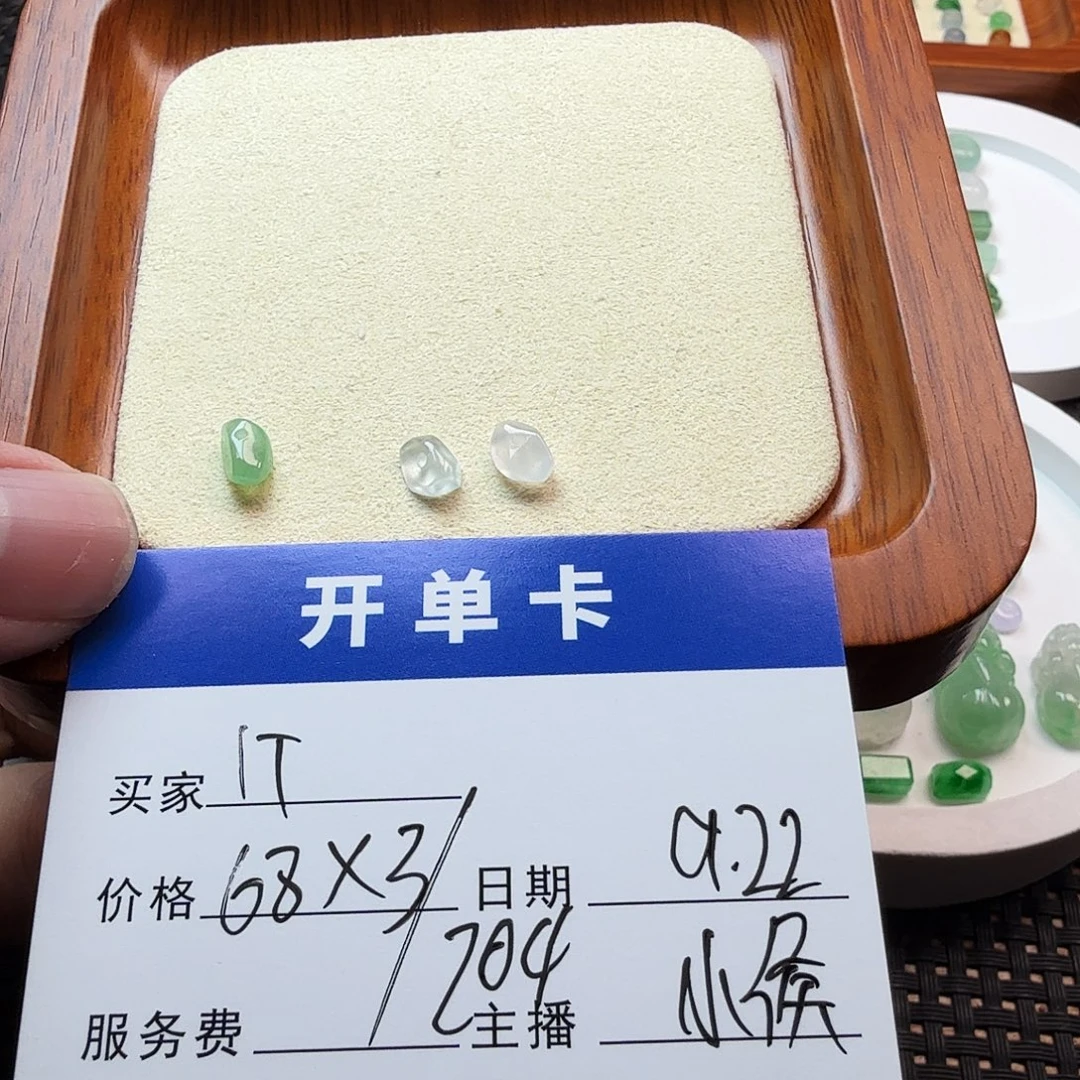 开单卡
买家 1T
价格 68×3/204 日期 9.22
服务费 主播 小侯